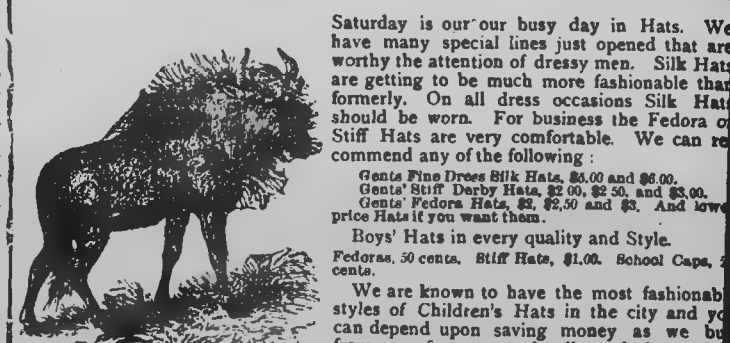 Saturday is our our busy day in Hats. We
have many special lines just opened that are
worthy the attention of dressy men. Silk Hats
are getting to be much more fashionable than
formerly. On all dress occasions Silk Hats
should be worn. For business the Fedora o
Stiff Hats are very comfortable. We can re
commend any of the following :
Gents Fine Drees Silk Hats, $5.00 and $6.00.
Gents' Stiff Derby Hats, $2 00, $2 50, and $3,00.
Gents' Fedora Hats, $2, $2,50 and $3. And lowe
price Hats if you want them.
Boys' Hats in every quality and Style.
Fedoras, 50 cents. Stiff Hats, $1,00. School Caps,
cents.
We are known to have the most fashionab
styles of Children's Hats in the city and yo
can depend upon saving money as we bu